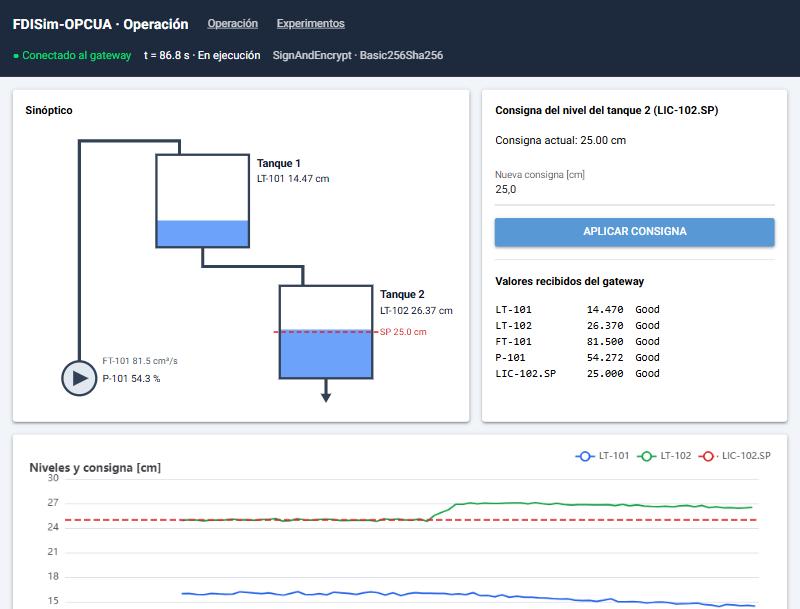 FDISim-OPCUA · Operación
Operación
Experimentos
● Conectado al gateway
t = 86.8 s · En ejecución
SignAndEncrypt · Basic256Sha256
Sinóptico
Tanque 1
LT-101 14.47 cm
Tanque 2
LT-102 26.37 cm
SP 25.0 cm
FT-101 81.5 cm³/s
P-101 54.3 %
Consigna del nivel del tanque 2 (LIC-102.SP)
Consigna actual: 25.00 cm
Nueva consigna [cm]
25,0
APLICAR CONSIGNA
Valores recibidos del gateway
LT-101 14.470 Good
LT-102 26.370 Good
FT-101 81.500 Good
P-101 54.272 Good
LIC-102.SP 25.000 Good
LT-101 LT-102 LIC-102.SP
Niveles y consigna [cm]
30
27
24
21
18
15